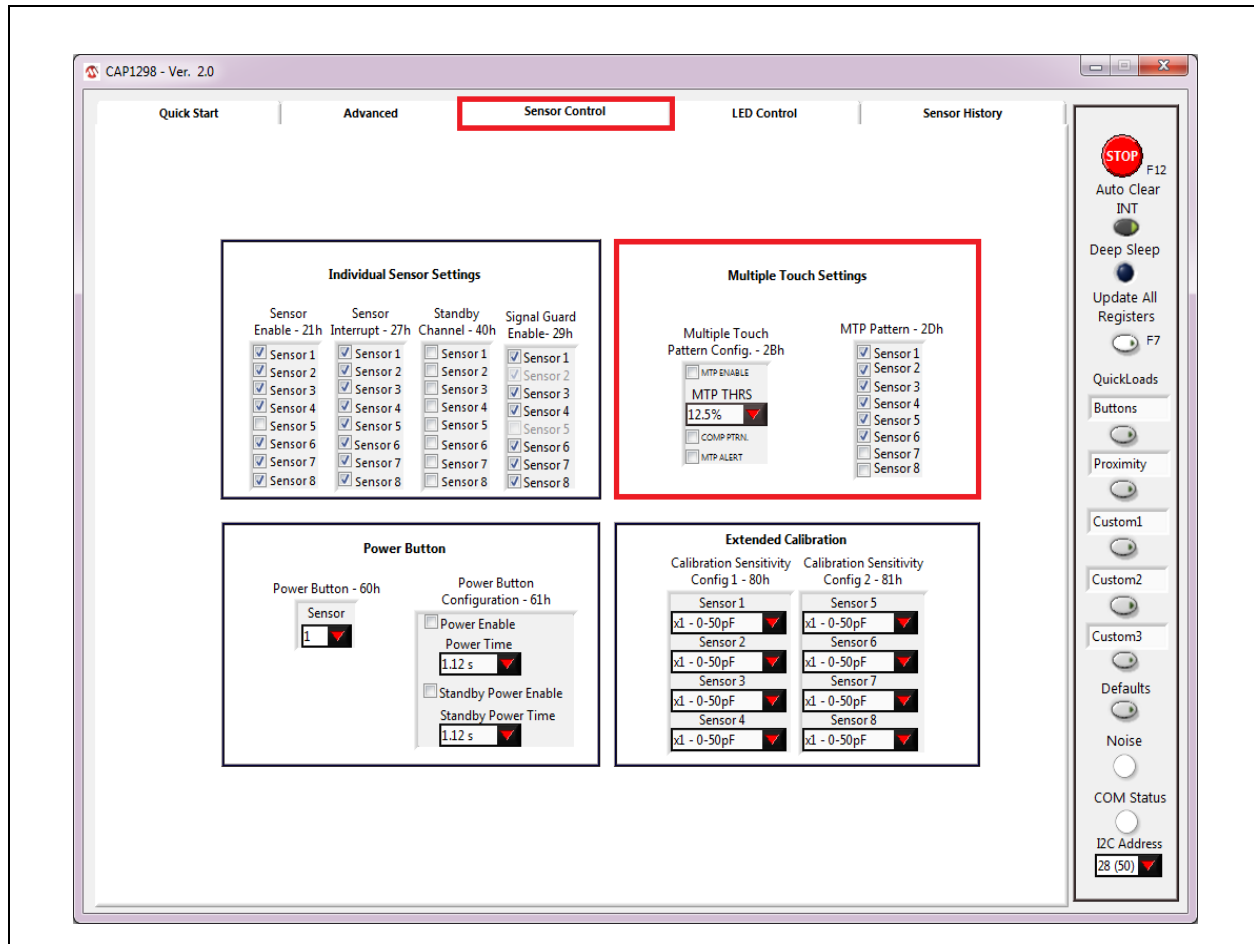 CAP1298 - Ver. 2.0
Quick Start
Advanced
Sensor Control
LED Control
Sensor History
Individual Sensor Settings
Sensor
Enable - 21h
Sensor 1
Sensor 2
Sensor 3
Sensor 4
Sensor 5
Sensor 6
Sensor 7
Sensor 8
Sensor
Interrupt - 27h
Sensor 1
Sensor 2
Sensor 3
Sensor 4
Sensor 5
Sensor 6
Sensor 7
Sensor 8
Standby
Channel - 40h
Sensor 1
Sensor 2
Sensor 3
Sensor 4
Sensor 5
Sensor 6
Sensor 7
Sensor 8
Signal Guard
Enable- 29h
Sensor 1
Sensor 2
Sensor 3
Sensor 4
Sensor 5
Sensor 6
Sensor 7
Sensor 8
Multiple Touch Settings
Multiple Touch
Pattern Config. - 2Bh
MTP ENABLE
MTP THRS
12.5%
COMP PTRN.
MTP ALERT
MTP Pattern - 2Dh
Sensor 1
Sensor 2
Sensor 3
Sensor 4
Sensor 5
Sensor 6
Sensor 7
Sensor 8
Power Button
Power Button - 60h
Sensor
1
Power Button
Configuration - 61h
Power Enable
Power Time
1.12 s
Standby Power Enable
Standby Power Time
1.12 s
Extended Calibration
Calibration Sensitivity
Config 1 - 80h
Sensor 1
x1 - 0-50pF
Sensor 2
x1 - 0-50pF
Sensor 3
x1 - 0-50pF
Sensor 4
x1 - 0-50pF
Calibration Sensitivity
Config 2 - 81h
Sensor 5
x1 - 0-50pF
Sensor 6
x1 - 0-50pF
Sensor 7
x1 - 0-50pF
Sensor 8
x1 - 0-50pF
STOP
F12
Auto Clear
INT
Deep Sleep
Update All
Registers
F7
QuickLoads
Buttons
Proximity
Custom1
Custom2
Custom3
Defaults
Noise
COM Status
I2C Address
28 (50)